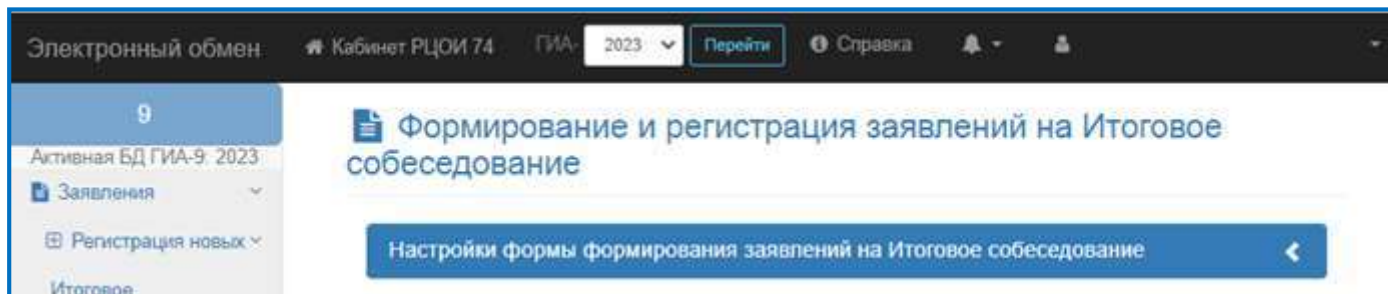 Электронный обмен Кабинет РЦОИ 74 ГИА- 2023 Перейти Справка
9
Активная БД ГИА-9: 2023
Заявления
Регистрация новых
Итоговое
Формирование и регистрация заявлений на Итоговое
собеседование
Настройки формы формирования заявлений на Итоговое собеседование